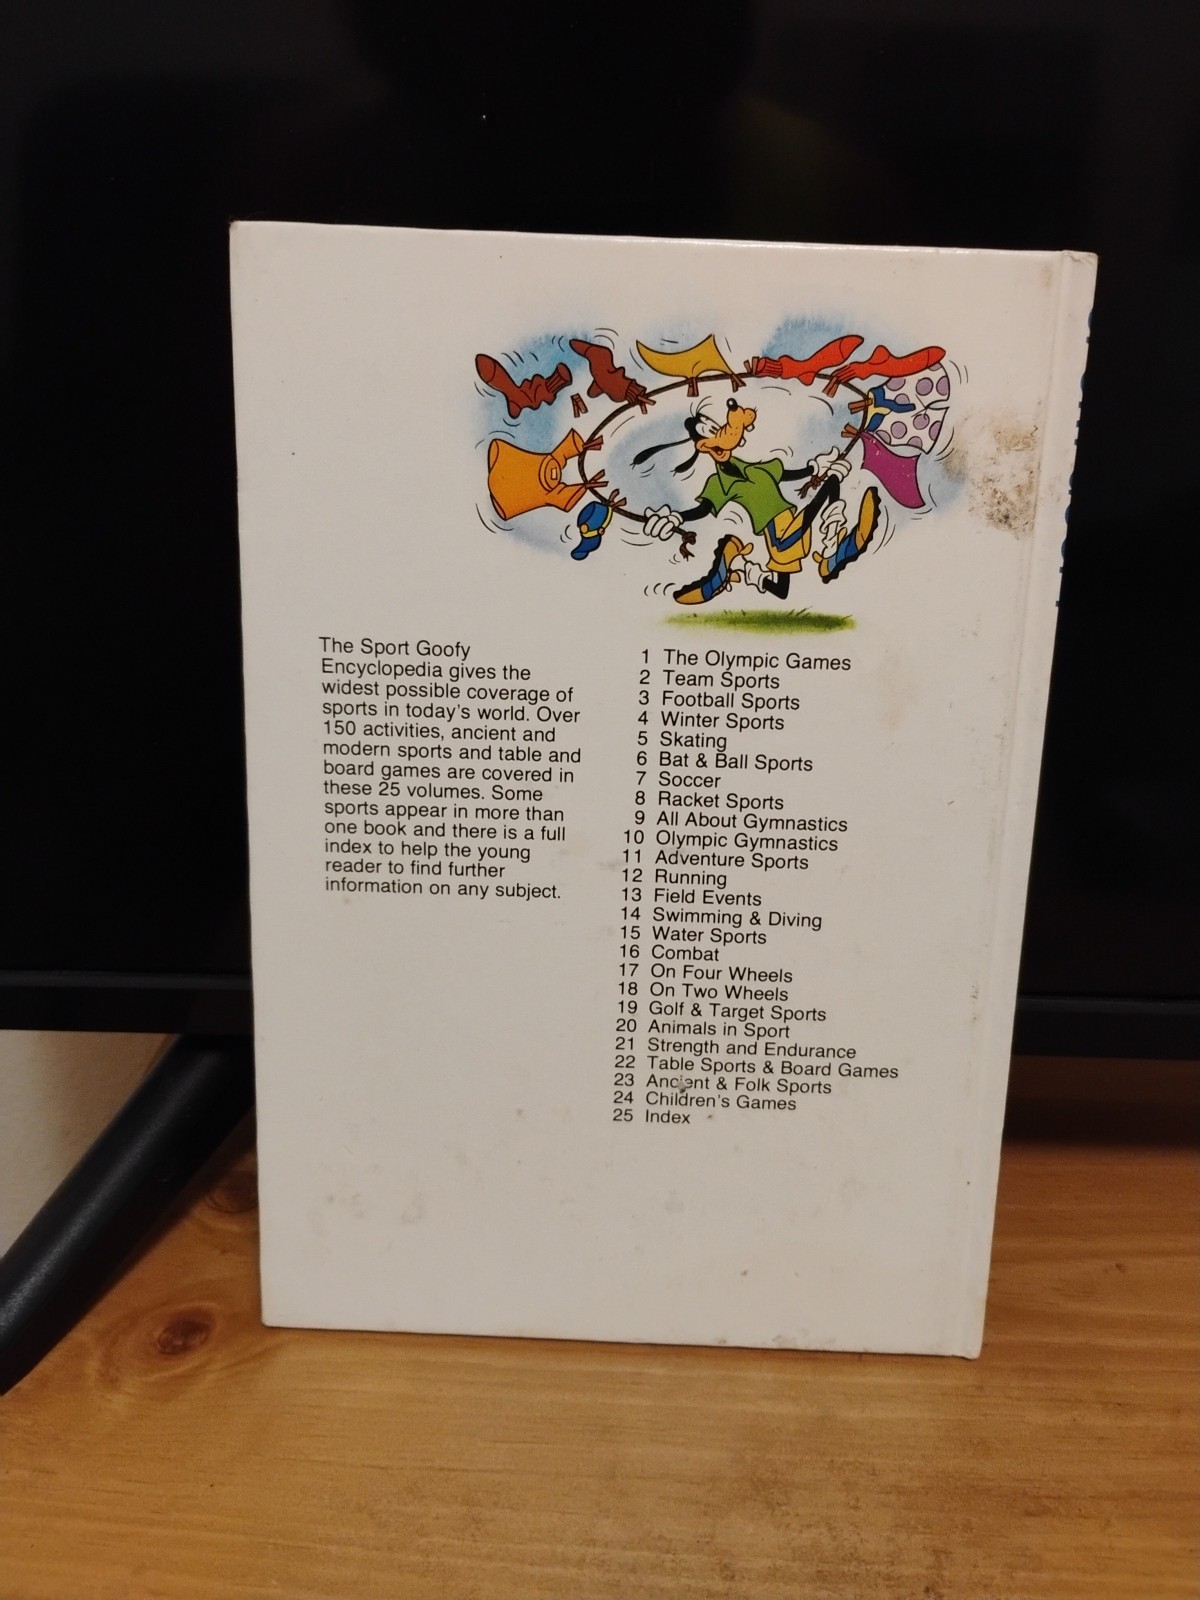 The Sport Goofy
Encyclopedia gives the
widest possible coverage of
sports in today's world. Over
150 activities, ancient and
modern sports and table and
board games are covered in
these 25 volumes. Some
sports appear in more than
one book and there is a full
index to help the young
reader to find further
information on any subject.
1 The Olympic Games
2 Team Sports
3 Football Sports
4 Winter Sports
5 Skating
6 Bat & Ball Sports
7 Soccer
8 Racket Sports
9 All About Gymnastics
10 Olympic Gymnastics
11 Adventure Sports
12 Running
13 Field Events
14 Swimming & Diving
15 Water Sports
16 Combat
17 On Four Wheels
18 On Two Wheels
19 Golf & Target Sports
20 Animals in Sport
21 Strength and Endurance
22 Table Sports & Board Games
23 Ancient & Folk Sports
24 Children's Games
25 Index